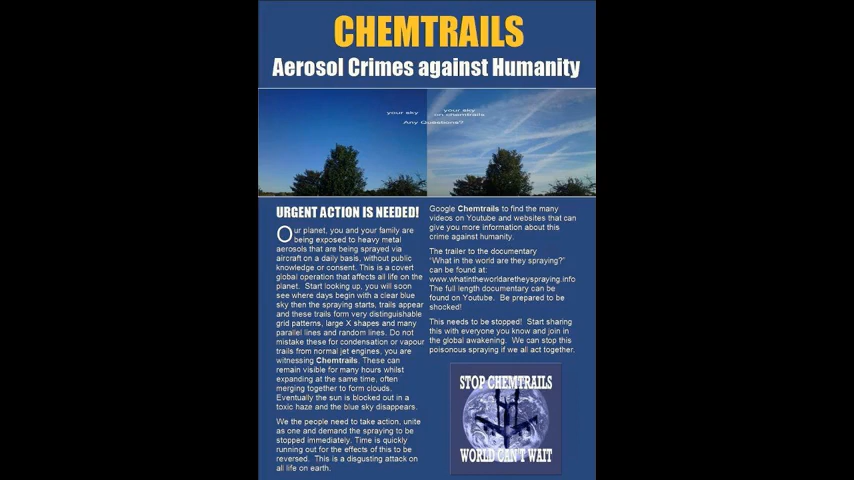 CHEMTRAILS
Aerosol Crimes against Humanity
your sky
your sky
on chemtrails
Any Questions?
URGENT ACTION IS NEEDED!
Our planet, you and your family are
being exposed to heavy metal
aerosols that are being sprayed via
aircraft on a daily basis, without public
knowledge or consent. This is a covert
global operation that affects all life on the
planet. Start looking up, you will soon
see where days begin with a clear blue
sky then the spraying starts, trails appear
and these trails form very distinguishable
grid patterns, large X shapes and many
parallel lines and random lines. Do not
mistake these for condensation or vapour
trails from normal jet engines, you are
witnessing Chemtrails. These can
remain visible for many hours whilst
expanding at the same time, often
merging together to form clouds.
Eventually the sun is blocked out in a
toxic haze and the blue sky disappears.
We the people need to take action, unite
as one and demand the spraying to be
stopped immediately. Time is quickly
running out for the effects of this to be
reversed. This is a disgusting attack on
all life on earth.
Google Chemtrails to find the many
videos on Youtube and websites that can
give you more information about this
crime against humanity.
The trailer to the documentary
"What in the world are they spraying?"
can be found at:
www.whatintheworldaretheyspraying.info
The full length documentary can be
found on Youtube. Be prepared to be
shocked!
This needs to be stopped! Start sharing
this with everyone you know and join in
the global awakening. We can stop this
poisonous spraying if we all act together.
STOP CHEMTRAILS
WORLD CAN'T WAIT